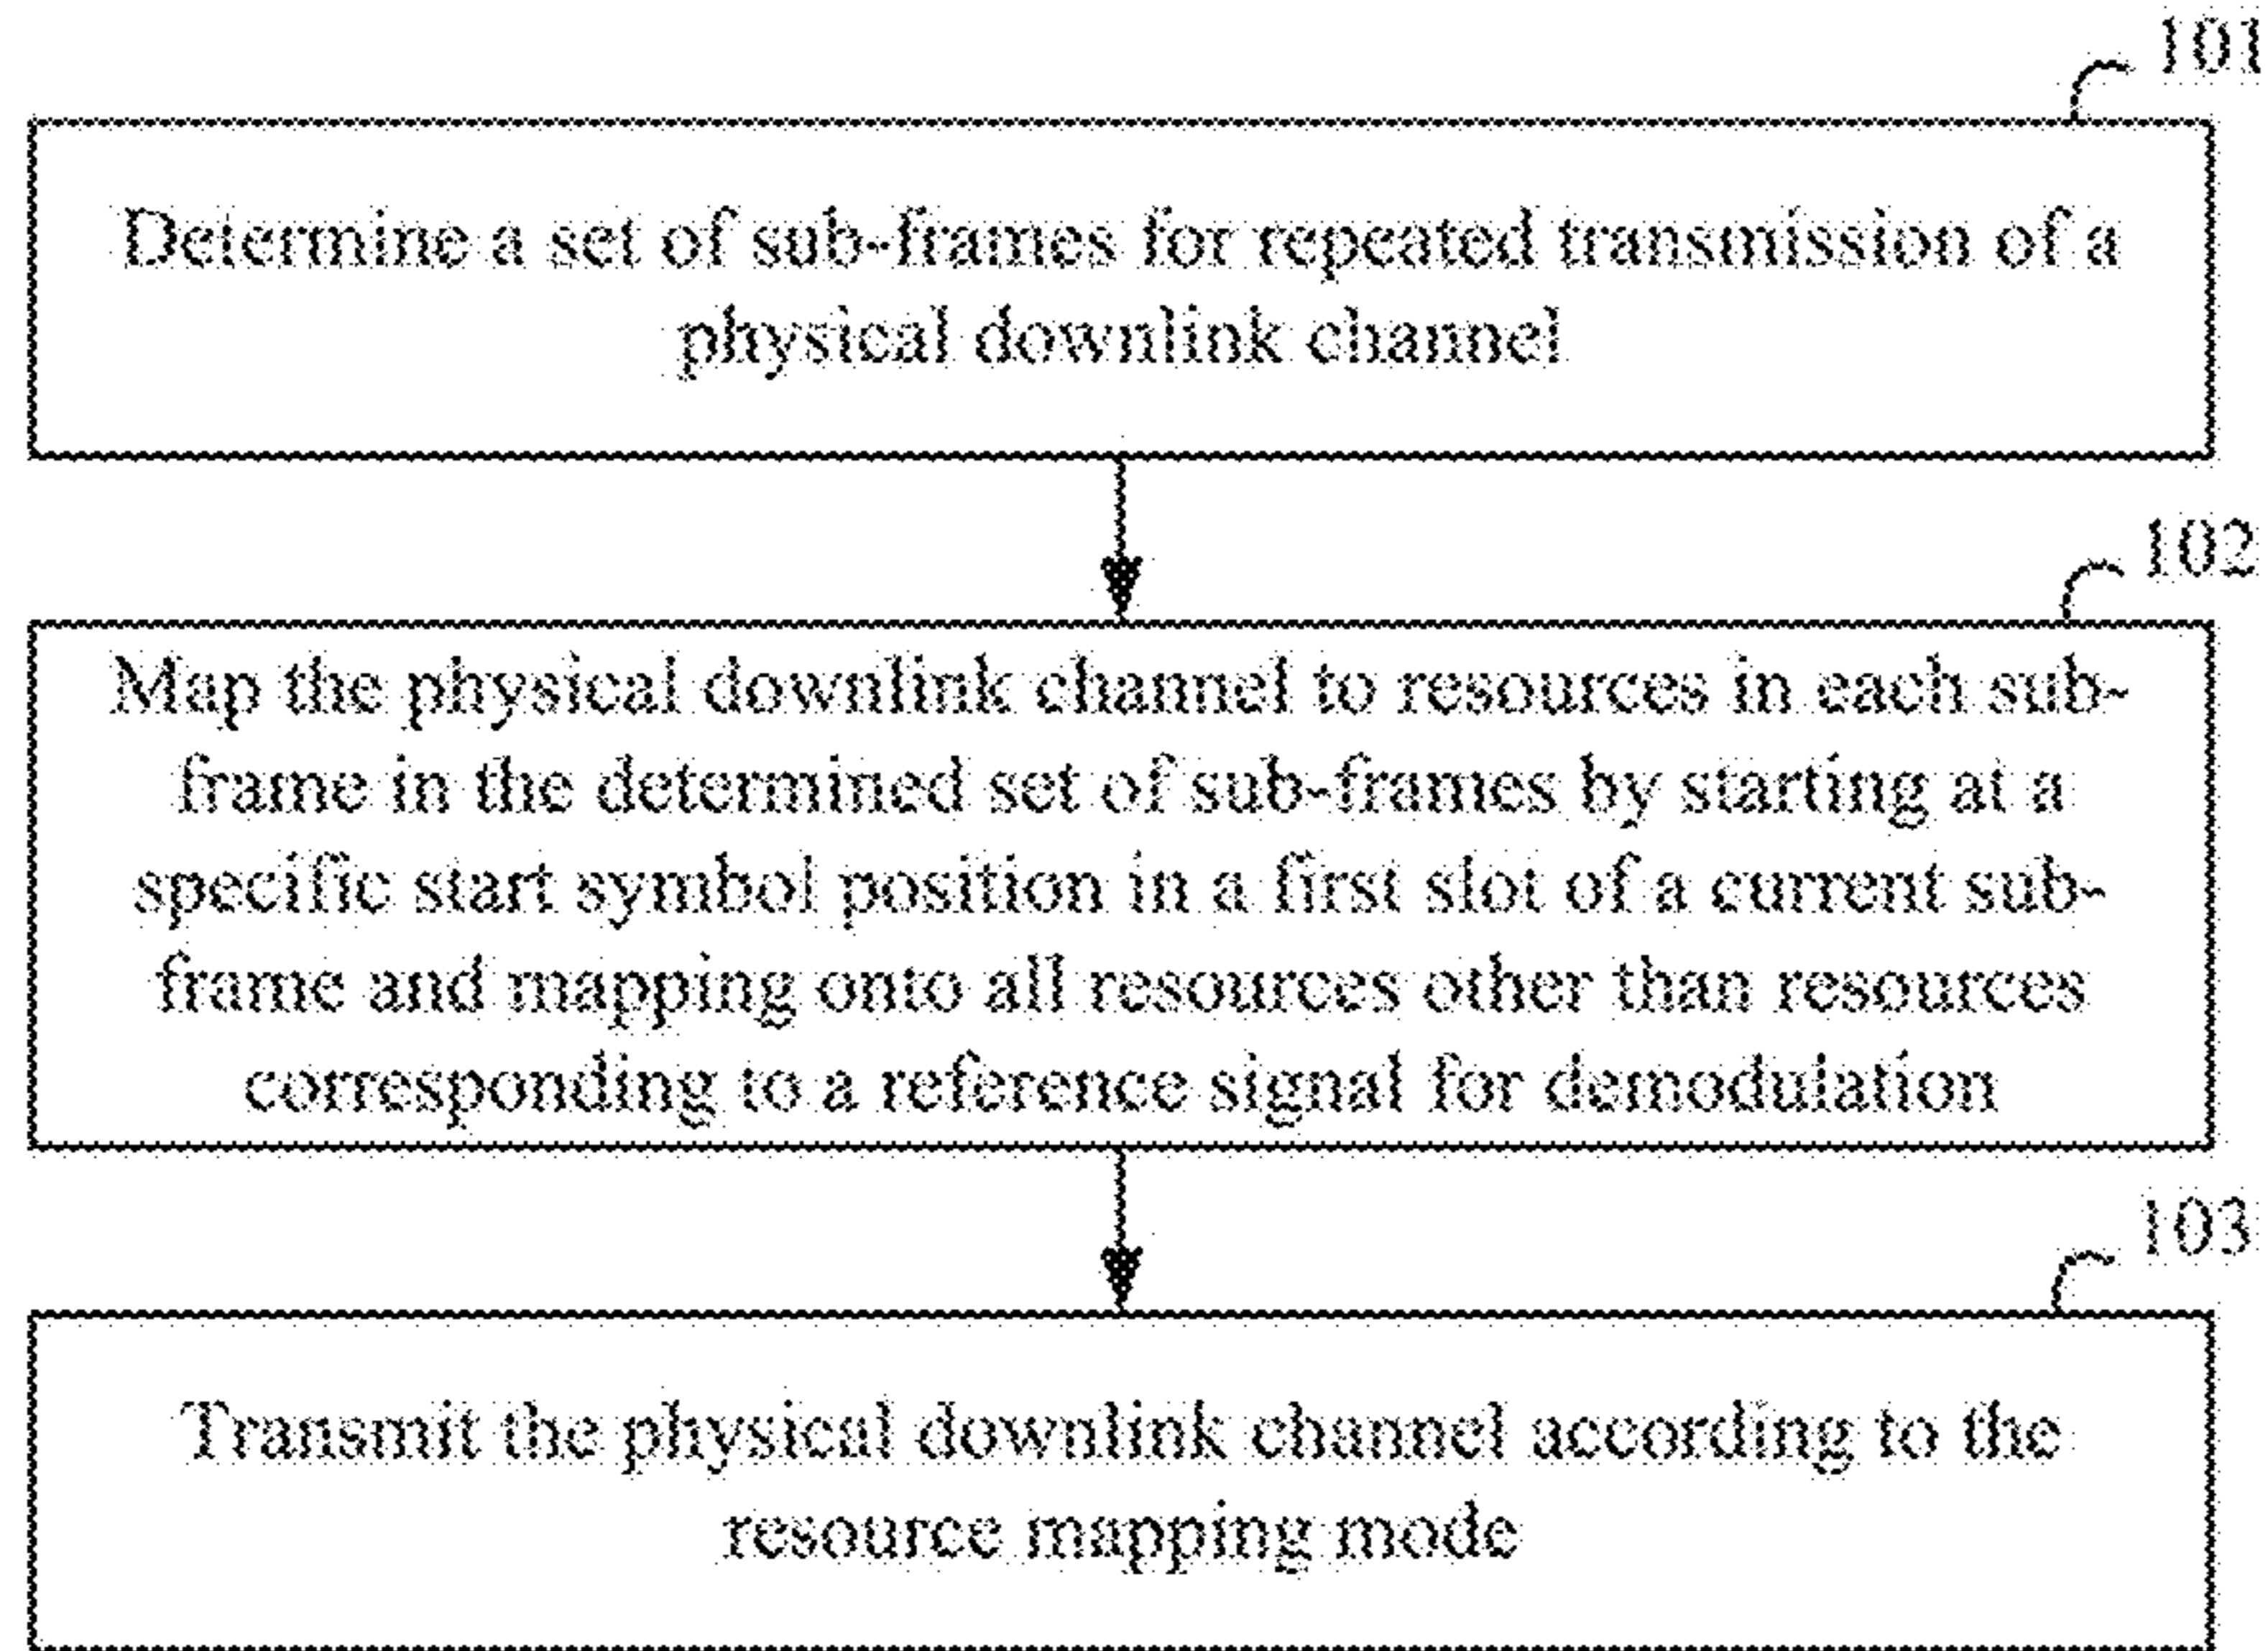 101
Determine a set of sub-frames for repeated transmission of a
physical downlink channel
102
Map the physical downlink channel to resources in each sub-
frame in the determined set of sub-frames by starting at a
specific start symbol position in a first slot of a current sub-
frame and mapping onto all resources other than resources
corresponding to a reference signal for demodulation
103
Transmit the physical downlink channel according to the
resource mapping mode